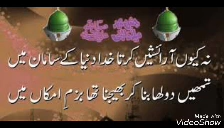 نہ کیوں آرائشیں کرتا خدا دنیا کے ساماں میں
تمھیں دولھا بنا کر بھیجنا تھا بزمِ امکاں میں
Made with
VideoShow